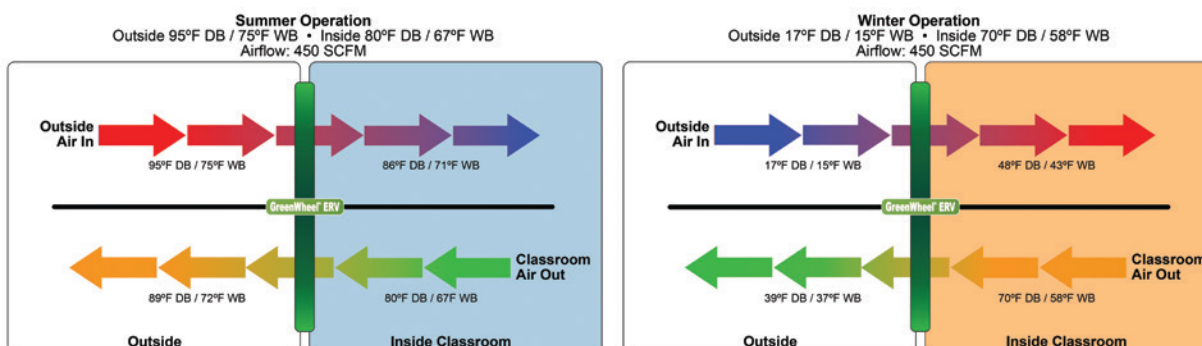 Summer Operation
Outside 95ºF DB / 75ºF WB • Inside 80ºF DB / 67ºF WB
Airflow: 450 SCFM
Outside
Air In
95ºF DB / 75ºF WB
86ºF DB / 71ºF WB
GreenWheel® ERV
Classroom
Air Out
89ºF DB / 72ºF WB
80ºF DB / 67F WB
Outside
Inside Classroom
Winter Operation
Outside 17ºF DB / 15ºF WB • Inside 70ºF DB / 58ºF WB
Airflow: 450 SCFM
Outside
Air In
17ºF DB / 15ºF WB
48ºF DB / 43ºF WB
GreenWheel® ERV
Classroom
Air Out
39ºF DB / 37ºF WB
70ºF DB / 58ºF WB
Outside
Inside Classroom